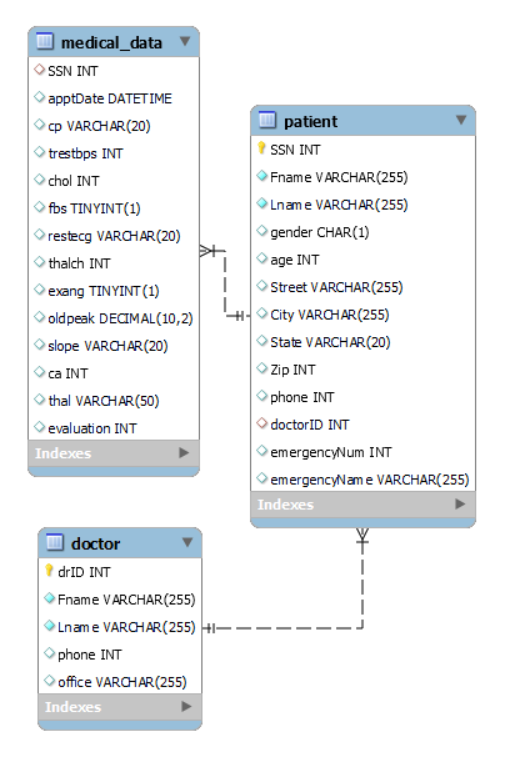 medical_data
SSN INT
apptDate DATETIME
cp VARCHAR(20)
trestbps INT
chol INT
fbs TINYINT(1)
restecg VARCHAR(20)
thalch INT
exang TINYINT(1)
oldpeak DECIMAL(10,2)
slope VARCHAR(20)
ca INT
thal VARCHAR(50)
evaluation INT
Indexes
patient
SSN INT
Fname VARCHAR(255)
Lname VARCHAR(255)
gender CHAR(1)
age INT
Street VARCHAR(255)
City VARCHAR(255)
State VARCHAR(20)
Zip INT
phone INT
doctorID INT
emergencyNum INT
emergencyName VARCHAR(255)
Indexes
doctor
drID INT
Fname VARCHAR(255)
Lname VARCHAR(255)
phone INT
office VARCHAR(255)
Indexes